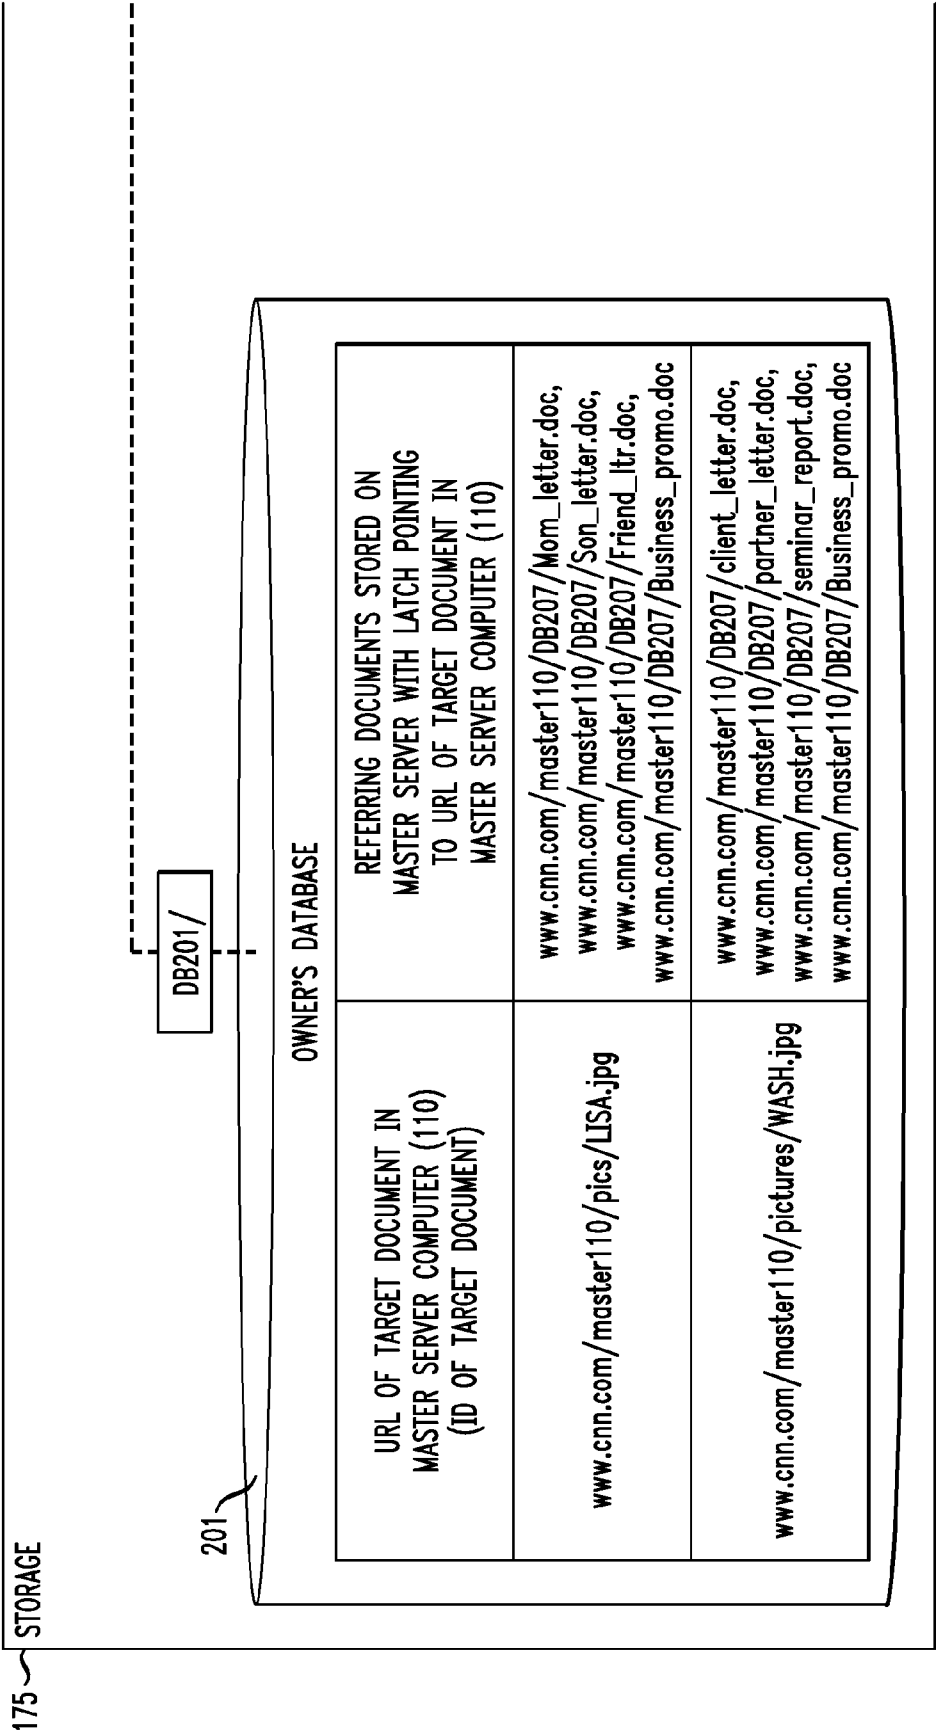 175 STORAGE
DB201/
201
OWNER'S DATABASE
URL OF TARGET DOCUMENT IN
MASTER SERVER COMPUTER (110)
(ID OF TARGET DOCUMENT)
REFERRING DOCUMENTS STORED ON
MASTER SERVER WITH LATCH POINTING
TO URL OF TARGET DOCUMENT IN
MASTER SERVER COMPUTER (110)
www.cnn.com/master110/pics/LISA.jpg
www.cnn.com/master110/DB207/Mom_letter.doc,
www.cnn.com/master110/DB207/Son_letter.doc,
www.cnn.com/master110/DB207/Friend_ltr.doc,
www.cnn.com/master110/DB207/Business_promo.doc
www.cnn.com/master110/pictures/WASH.jpg
www.cnn.com/master110/DB207/client_letter.doc,
www.cnn.com/master110/DB207/partner_letter.doc,
www.cnn.com/master110/DB207/seminar_report.doc,
www.cnn.com/master110/DB207/Business_promo.doc